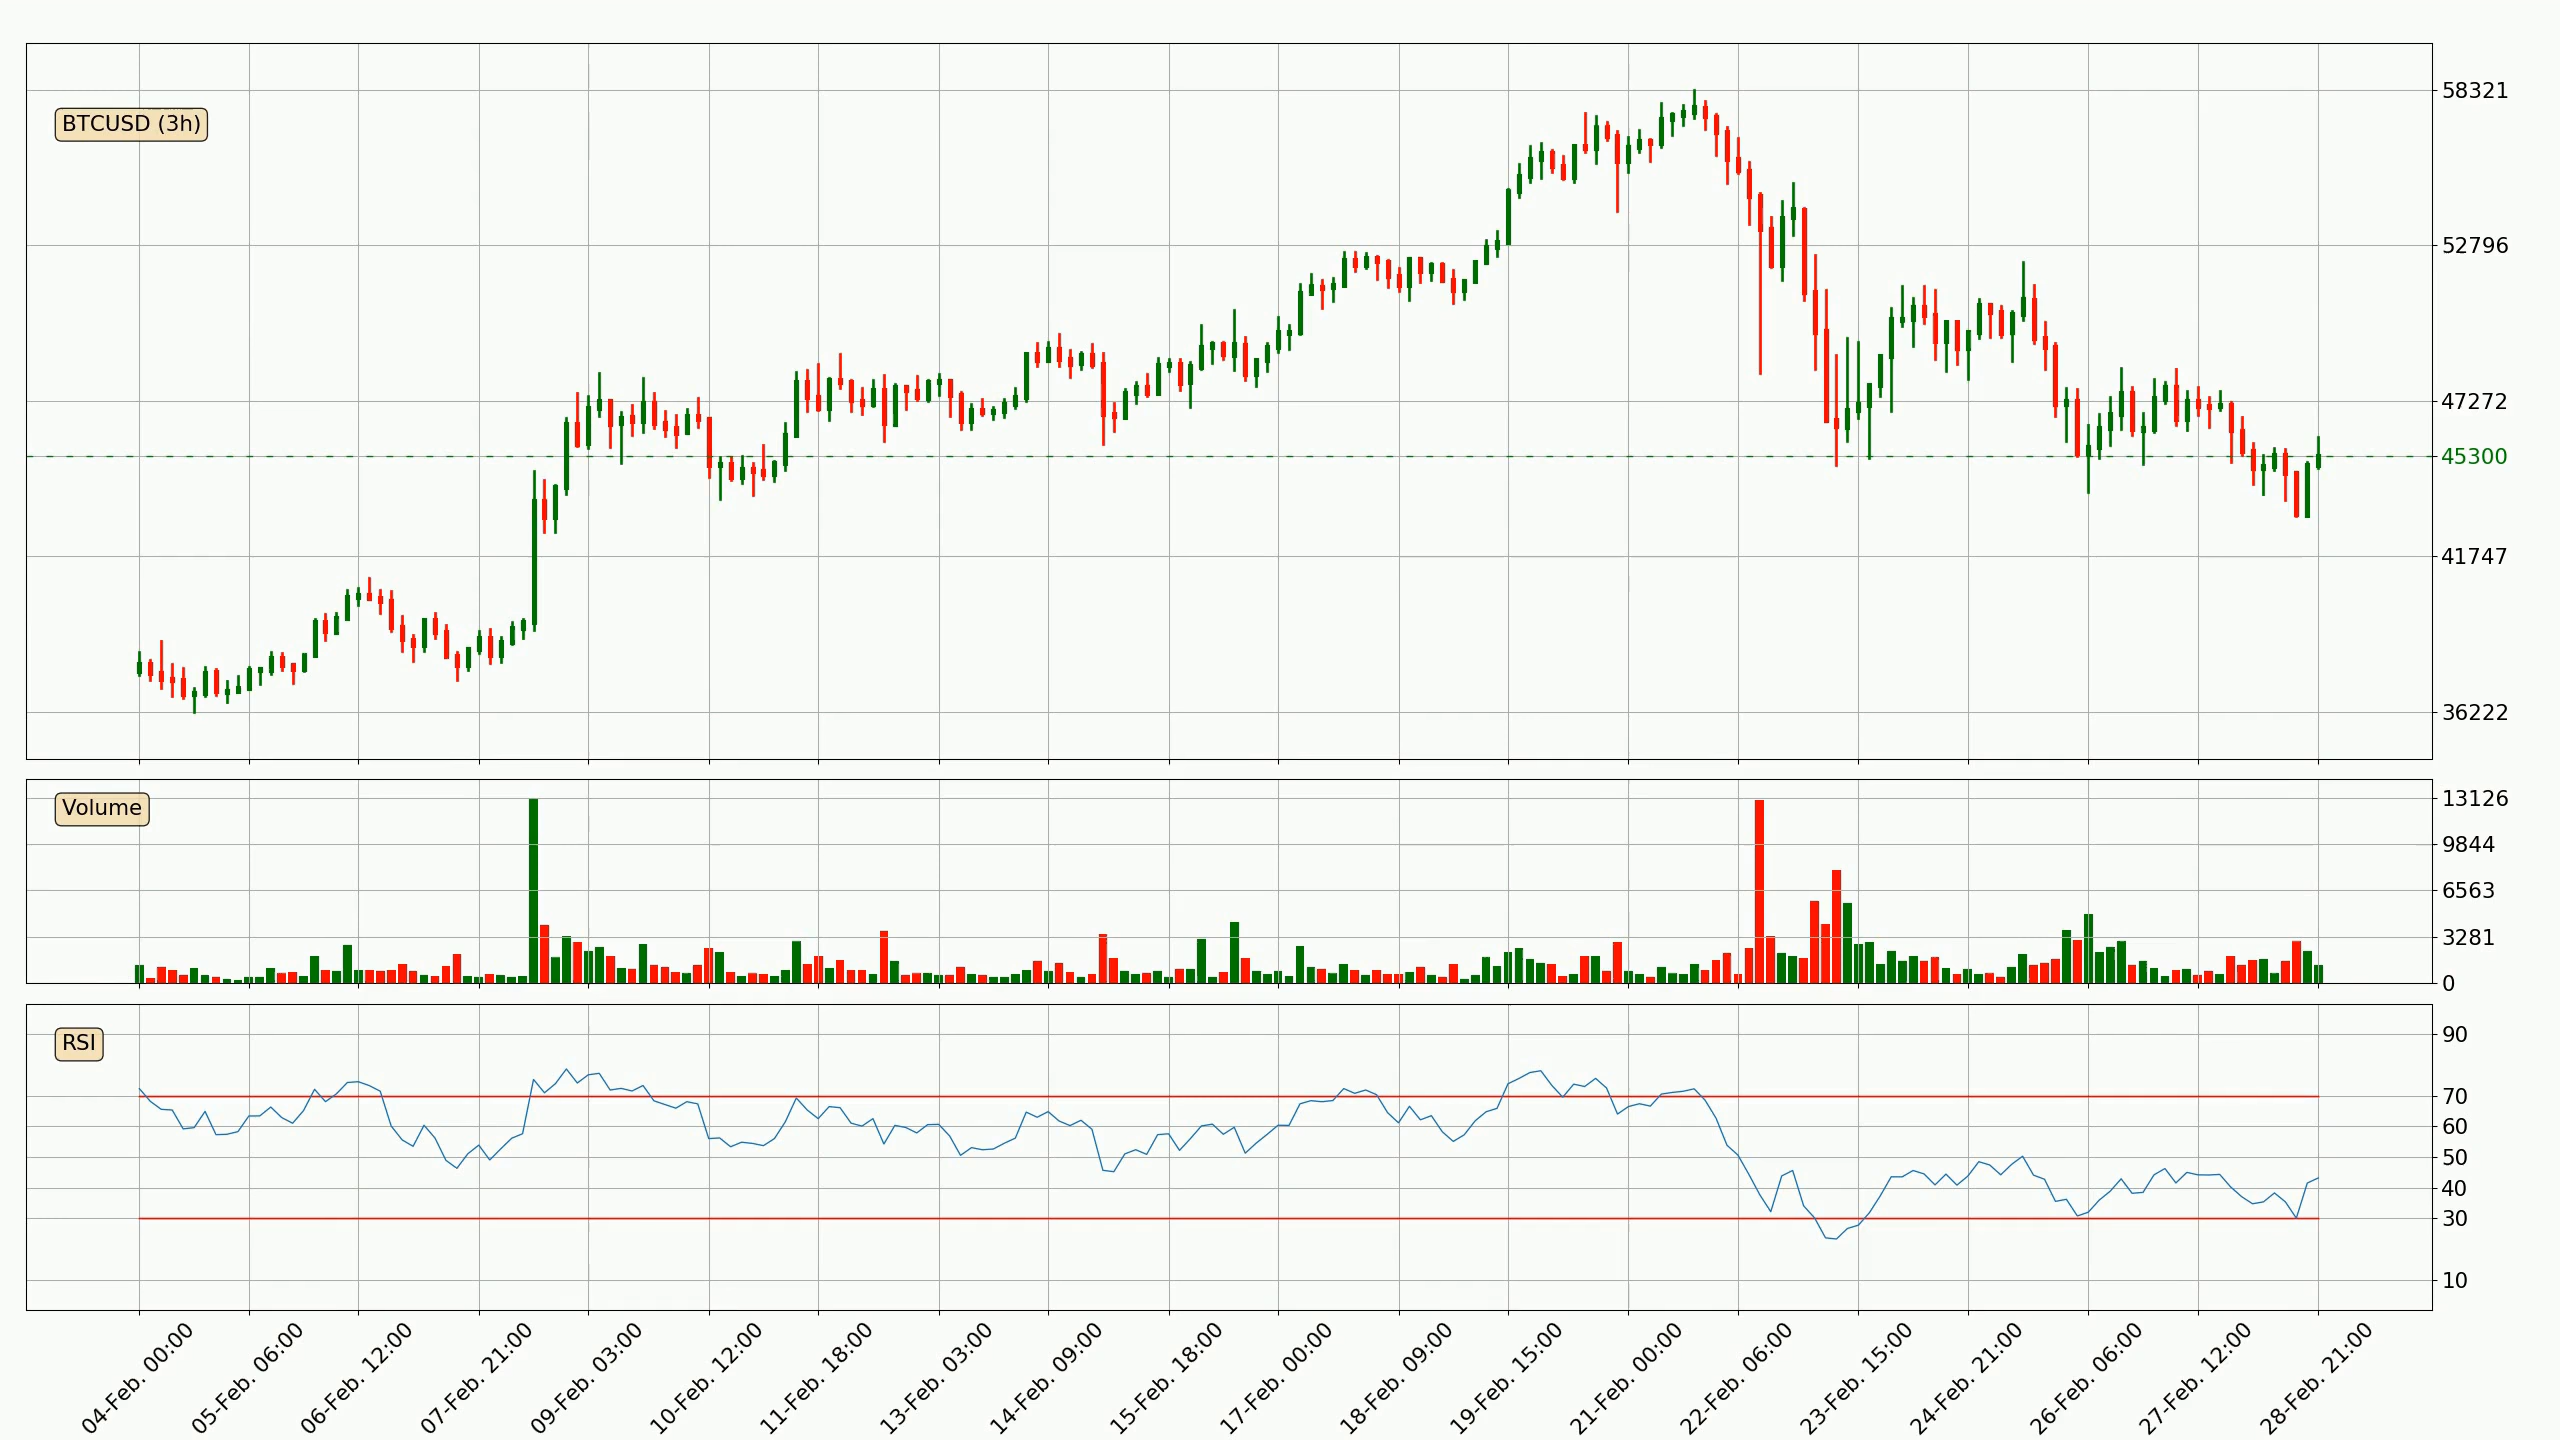 BTCUSD (3h)
58321
52796
47272
45300
41747
36222
Volume
13126
9844
6563
3281
0
RSI
90
70
60
50
40
30
10
04-Feb. 00:00
05-Feb. 06:00
06-Feb. 12:00
07-Feb. 21:00
09-Feb. 03:00
10-Feb. 12:00
11-Feb. 18:00
13-Feb. 03:00
14-Feb. 09:00
15-Feb. 18:00
17-Feb. 00:00
18-Feb. 09:00
19-Feb. 15:00
21-Feb. 00:00
22-Feb. 06:00
23-Feb. 15:00
24-Feb. 21:00
26-Feb. 06:00
27-Feb. 12:00
28-Feb. 21:00